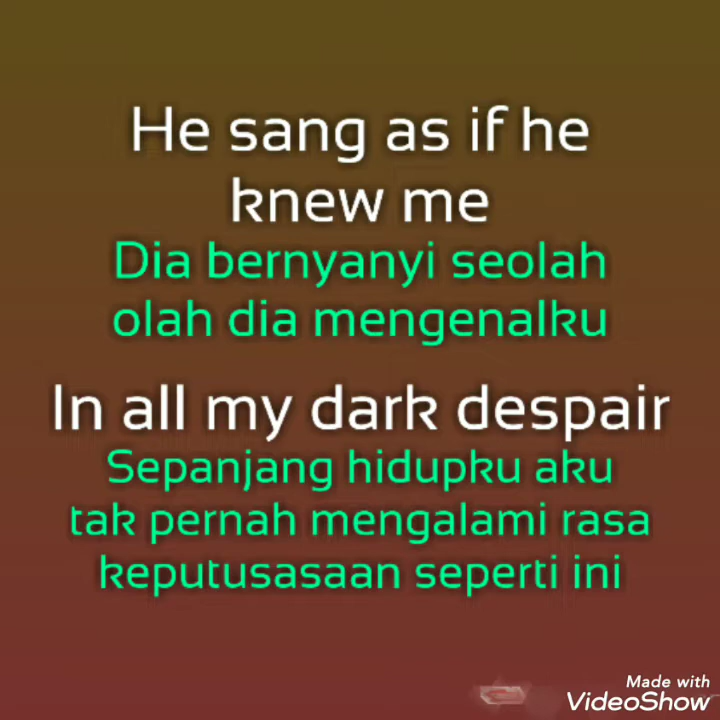 He sang as if he
knew me
Dia bernyanyi seolah
olah dia mengenalku
In all my dark despair
Sepanjang hidupku aku
tak pernah mengalami rasa
keputusasaan seperti ini
Made with
VideoShow